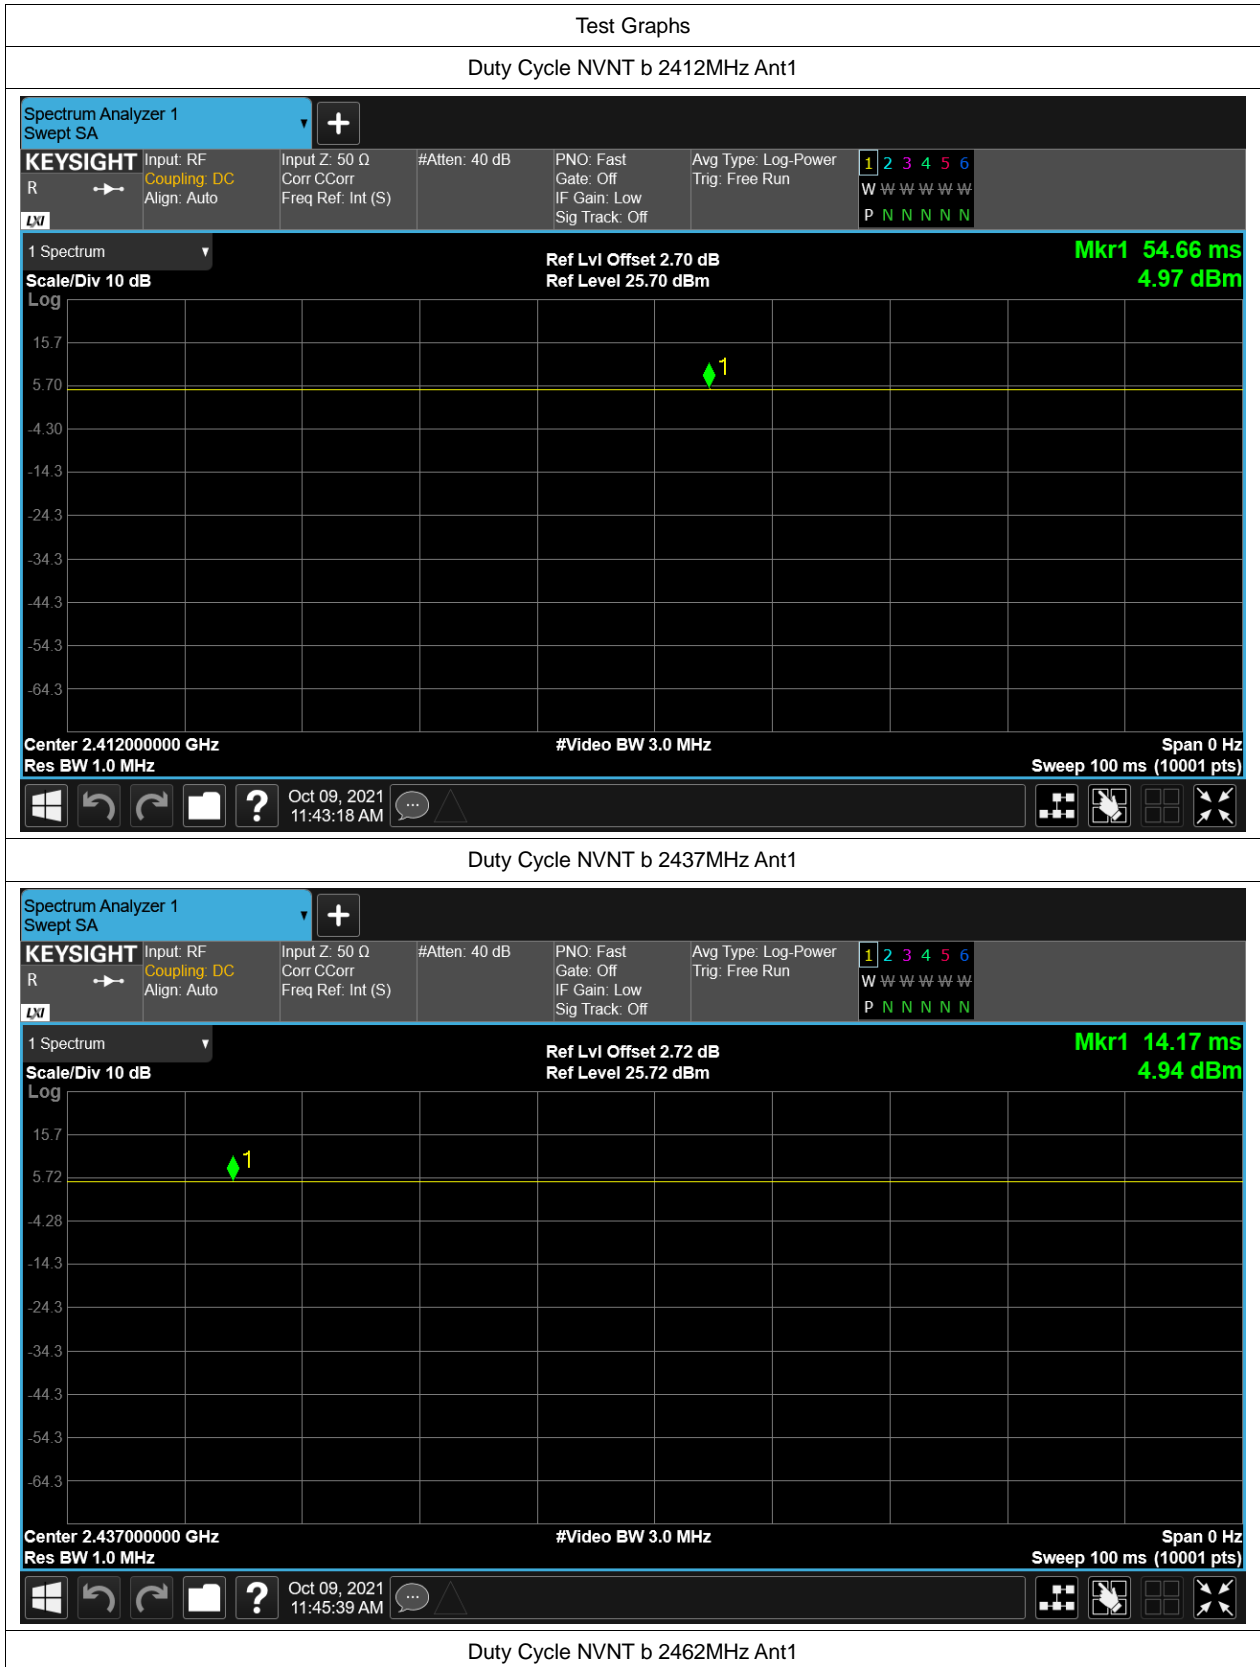 Test Graphs
Duty Cycle NVNT b 2412MHz Ant1
Spectrum Analyzer 1
Swept SA
KEYSIGHT
R
LXI
Input: RF
Coupling: DC
Align: Auto
Input Z: 50 Ω
Corr CCorr
Freq Ref: Int (S)
#Atten: 40 dB
PNO: Fast
Gate: Off
IF Gain: Low
Sig Track: Off
Avg Type: Log-Power
Trig: Free Run
1 2 3 4 5 6
W W W W W W
P N N N N N
1 Spectrum
Scale/Div 10 dB
Ref Lvl Offset 2.70 dB
Ref Level 25.70 dBm
Mkr1 54.66 ms
4.97 dBm
Log
15.7
5.70
-4.30
-14.3
-24.3
-34.3
-44.3
-54.3
-64.3
1
Center 2.412000000 GHz
Res BW 1.0 MHz
#Video BW 3.0 MHz
Span 0 Hz
Sweep 100 ms (10001 pts)
?
Oct 09, 2021
11:43:18 AM
Duty Cycle NVNT b 2437MHz Ant1
Spectrum Analyzer 1
Swept SA
KEYSIGHT
R
LXI
Input: RF
Coupling: DC
Align: Auto
Input Z: 50 Ω
Corr CCorr
Freq Ref: Int (S)
#Atten: 40 dB
PNO: Fast
Gate: Off
IF Gain: Low
Sig Track: Off
Avg Type: Log-Power
Trig: Free Run
1 2 3 4 5 6
W W W W W W
P N N N N N
1 Spectrum
Scale/Div 10 dB
Ref Lvl Offset 2.72 dB
Ref Level 25.72 dBm
Mkr1 14.17 ms
4.94 dBm
Log
15.7
5.72
-4.28
-14.3
-24.3
-34.3
-44.3
-54.3
-64.3
1
Center 2.437000000 GHz
Res BW 1.0 MHz
#Video BW 3.0 MHz
Span 0 Hz
Sweep 100 ms (10001 pts)
?
Oct 09, 2021
11:45:39 AM
Duty Cycle NVNT b 2462MHz Ant1